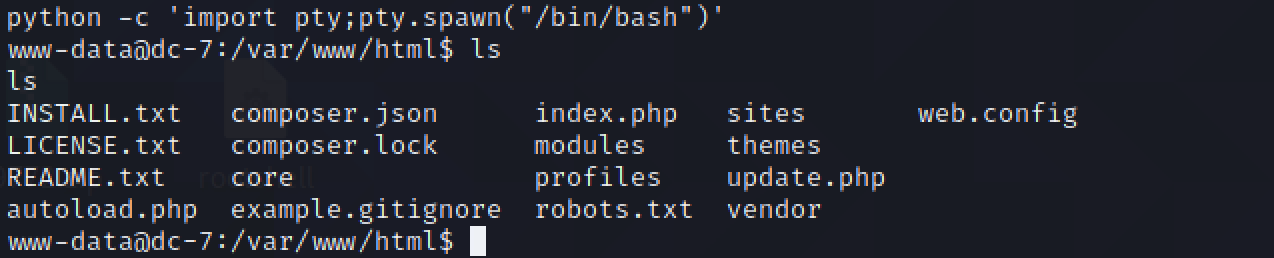 python -c 'import pty;pty.spawn("/bin/bash")'
www-data@dc-7:/var/www/html$ ls
ls
INSTALL.txt   composer.json      index.php   sites       web.config
LICENSE.txt   composer.lock      modules     themes
README.txt    core               profiles    update.php
autoload.php  example.gitignore  robots.txt  vendor
www-data@dc-7:/var/www/html$